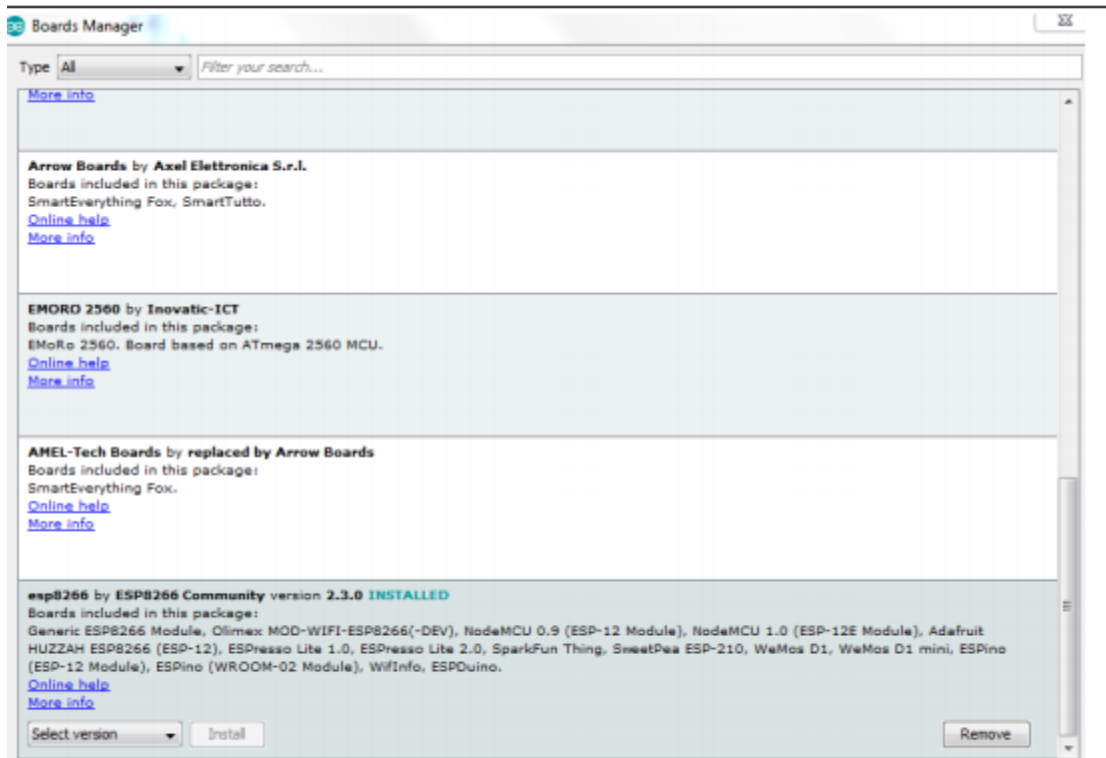 Boards Manager
Type All Filter your search...
More info
Arrow Boards by Axel Elettronica S.r.l.
Boards included in this package:
SmartEverything Fox, SmartTutto.
Online help
More info
EMORO 2560 by Inovatic-ICT
Boards included in this package:
EMoRo 2560. Board based on ATmega 2560 MCU.
Online help
More info
AMEL-Tech Boards by replaced by Arrow Boards
Boards included in this package:
SmartEverything Fox.
Online help
More info
esp8266 by ESP8266 Community version 2.3.0 INSTALLED
Boards included in this package:
Generic ESP8266 Module, Olimex MOD-WIFI-ESP8266(-DEV), NodeMCU 0.9 (ESP-12 Module), NodeMCU 1.0 (ESP-12E Module), Adafruit
HUZZAH ESP8266 (ESP-12), ESPresso Lite 1.0, ESPresso Lite 2.0, SparkFun Thing, SweetPea ESP-210, WeMos D1, WeMos D1 mini, ESPino
(ESP-12 Module), ESPino (WROOM-02 Module), WifInfo, ESPDuino.
Online help
More info
Select version Install Remove